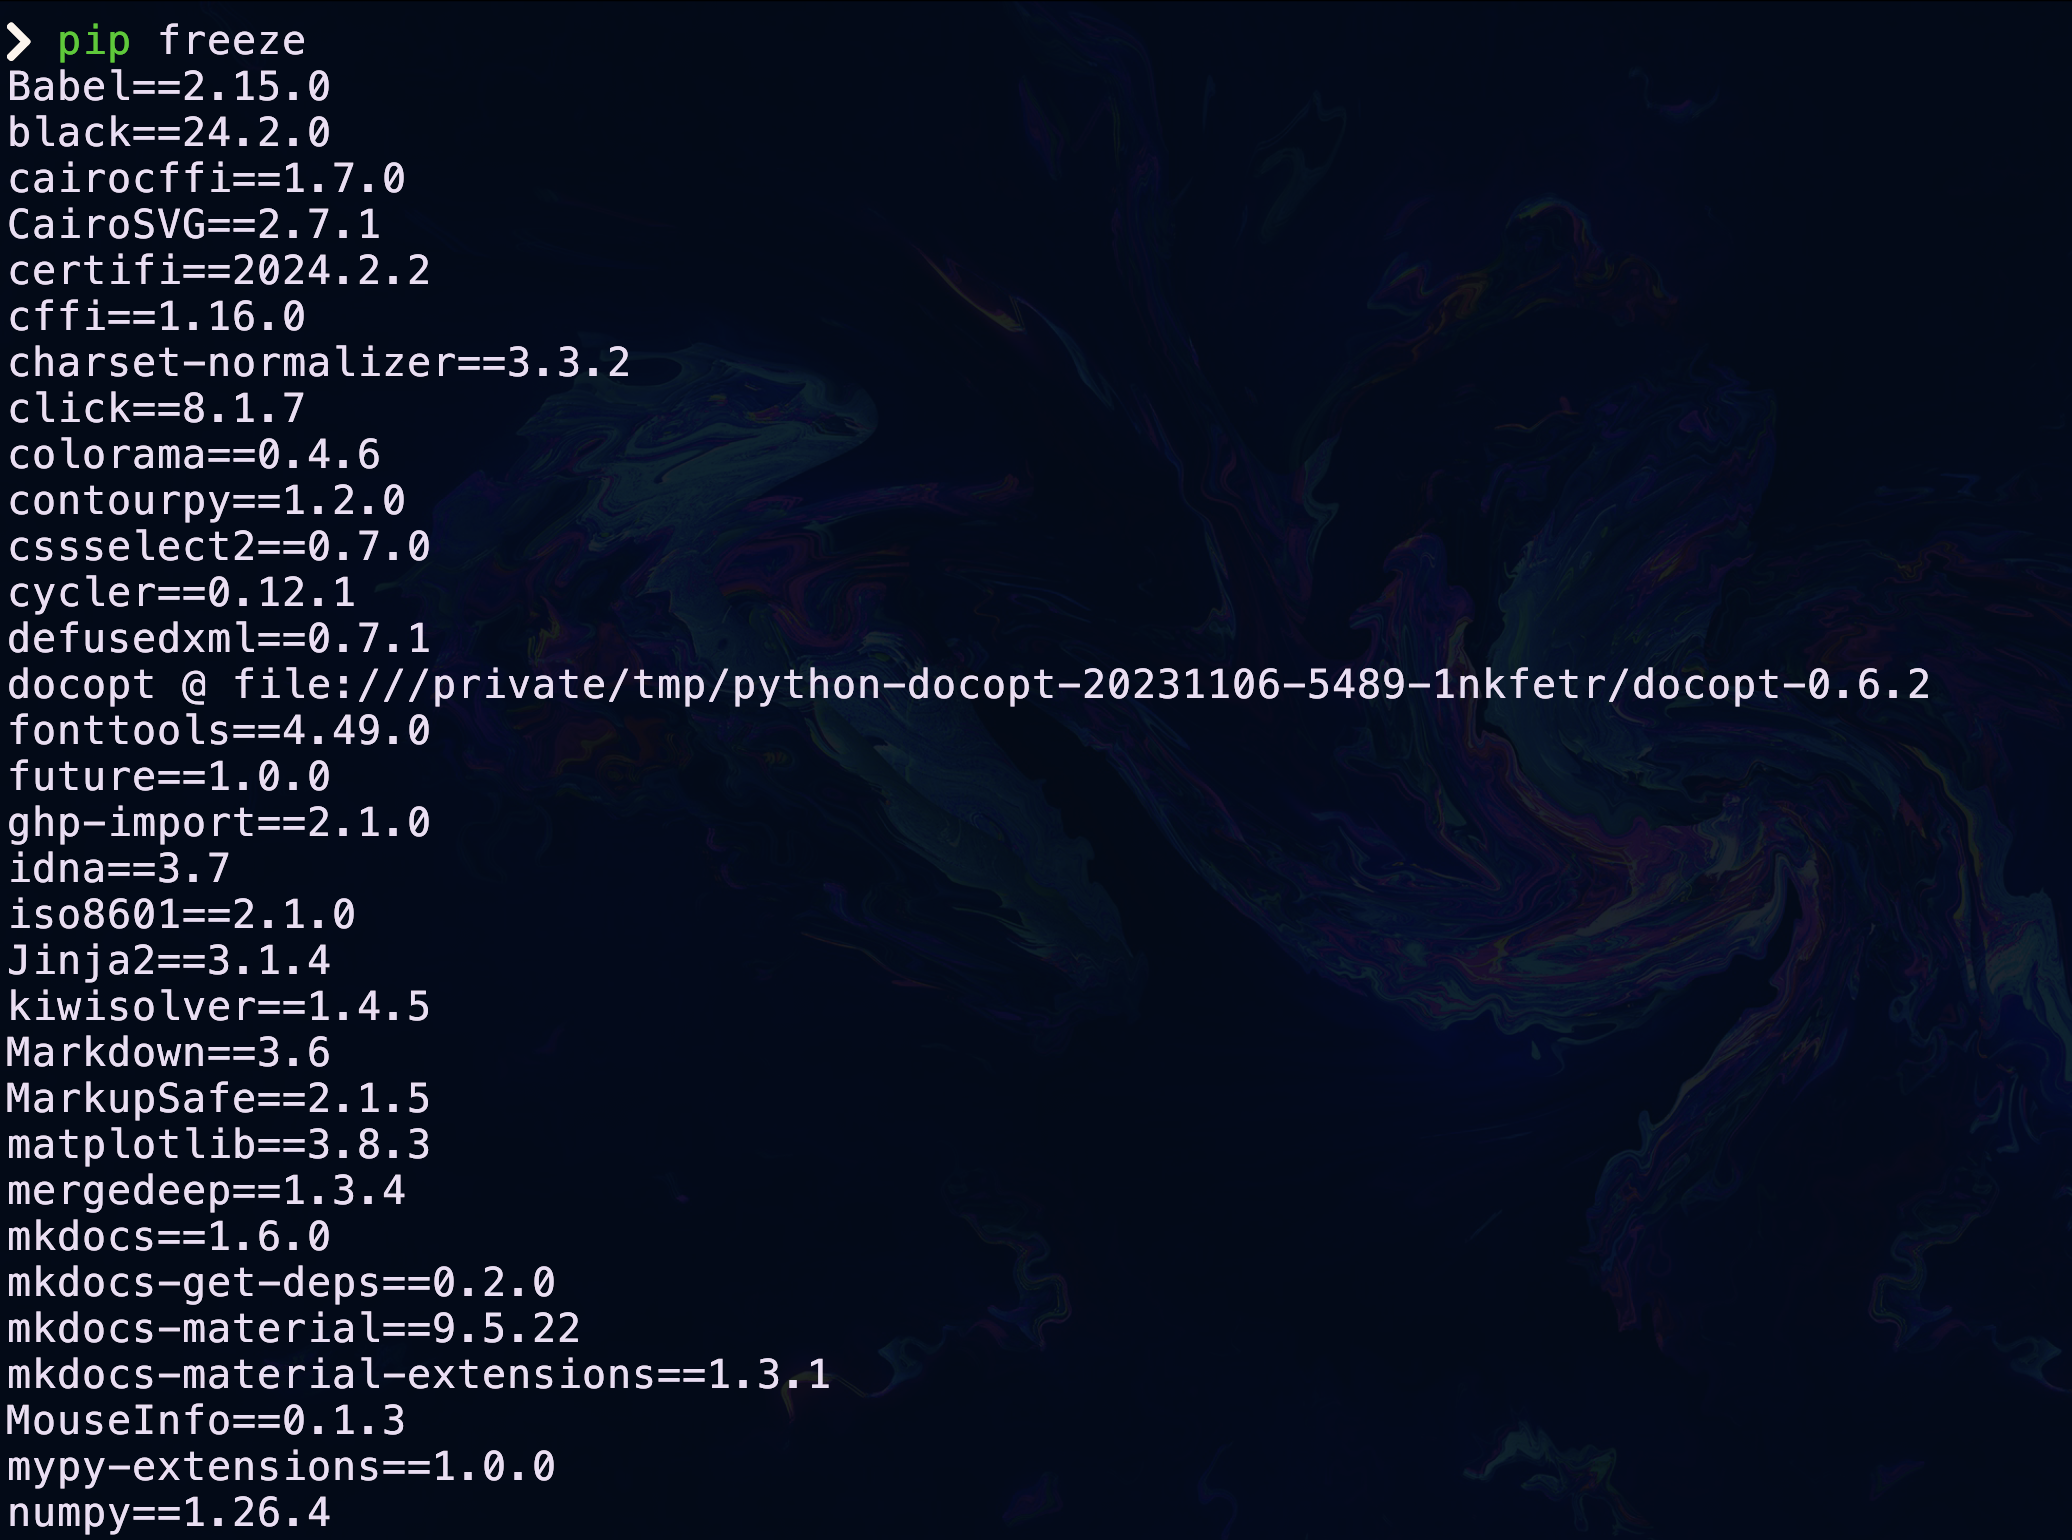 ❯ pip freeze
Babel==2.15.0
black==24.2.0
cairocffi==1.7.0
CairoSVG==2.7.1
certifi==2024.2.2
cffi==1.16.0
charset-normalizer==3.3.2
click==8.1.7
colorama==0.4.6
contourpy==1.2.0
cssselect2==0.7.0
cycler==0.12.1
defusedxml==0.7.1
docopt @ file:///private/tmp/python-docopt-20231106-5489-1nkfetr/docopt-0.6.2
fonttools==4.49.0
future==1.0.0
ghp-import==2.1.0
idna==3.7
iso8601==2.1.0
Jinja2==3.1.4
kiwisolver==1.4.5
Markdown==3.6
MarkupSafe==2.1.5
matplotlib==3.8.3
mergedeep==1.3.4
mkdocs==1.6.0
mkdocs-get-deps==0.2.0
mkdocs-material==9.5.22
mkdocs-material-extensions==1.3.1
MouseInfo==0.1.3
mypy-extensions==1.0.0
numpy==1.26.4